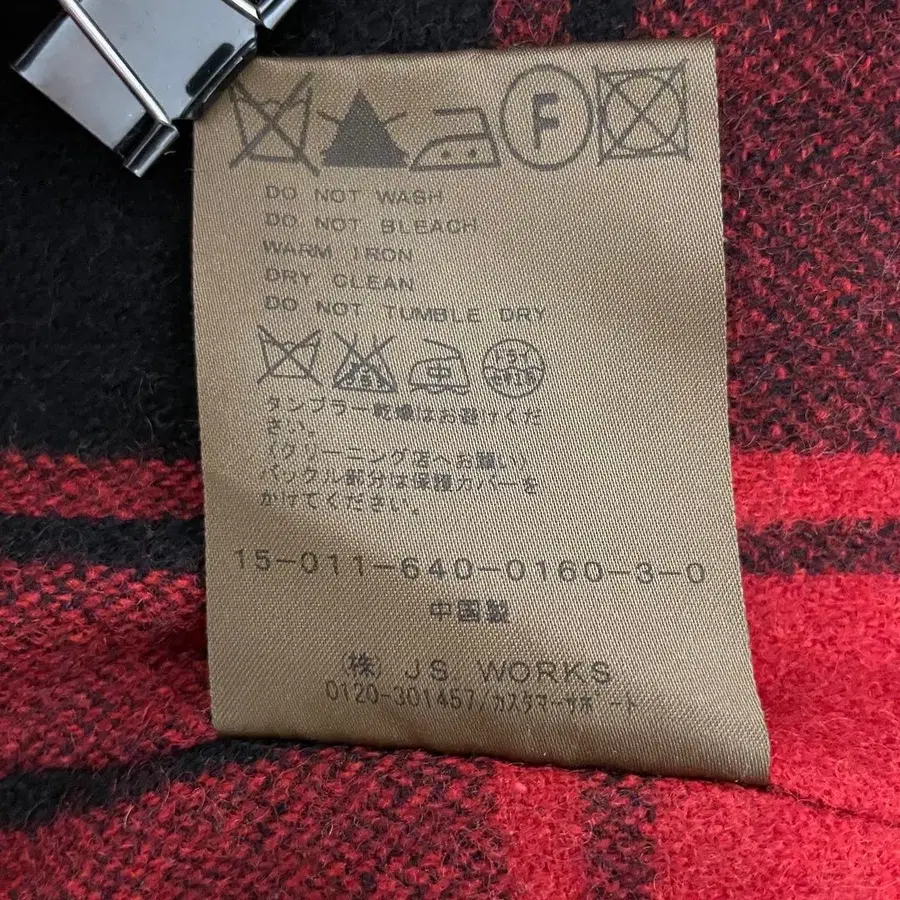 F
DO NOT WASH
DO NOT BLEACH
WARM IRON
DRY CLEAN
DO NOT TUMBLE DRY
中
タンブラー乾燥はお避けくだ
さい。
(クリーニング店へお願い)
バックル部分は保護カバーを
かけてください。
15-011-640-0160-3-0
中国製
(株) JS WORKS
0120-301457/カスタマーサポート